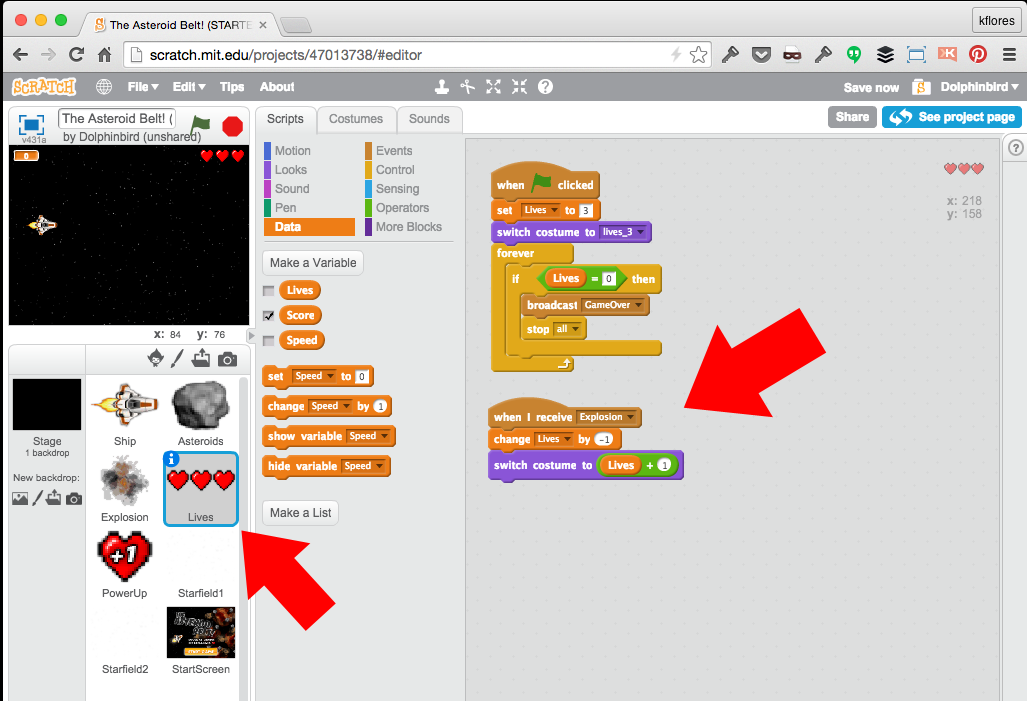 The Asteroid Belt! (STARTE
kflores
scratch.mit.edu/projects/47013738/#editor
SCRATCH
File
Edit
Tips
About
Save now
Dolphinbird
The Asteroid Belt! (
by Dolphinbird (unshared)
v431a
Scripts
Costumes
Sounds
Share
See project page
?
0
Motion
Looks
Sound
Pen
Data
Events
Control
Sensing
Operators
More Blocks
Make a Variable
Lives
Score
Speed
set Speed to 0
change Speed by 1
show variable Speed
hide variable Speed
Make a List
x: 84 y: 76
Stage
1 backdrop
New backdrop:
Ship
Asteroids
Explosion
i
Lives
+1
PowerUp
Starfield1
Starfield2
StartScreen
when clicked
set Lives to 3
switch costume to lives_3
forever
if Lives = 0 then
broadcast GameOver
stop all
when I receive Explosion
change Lives by -1
switch costume to Lives + 1
x: 218
y: 158